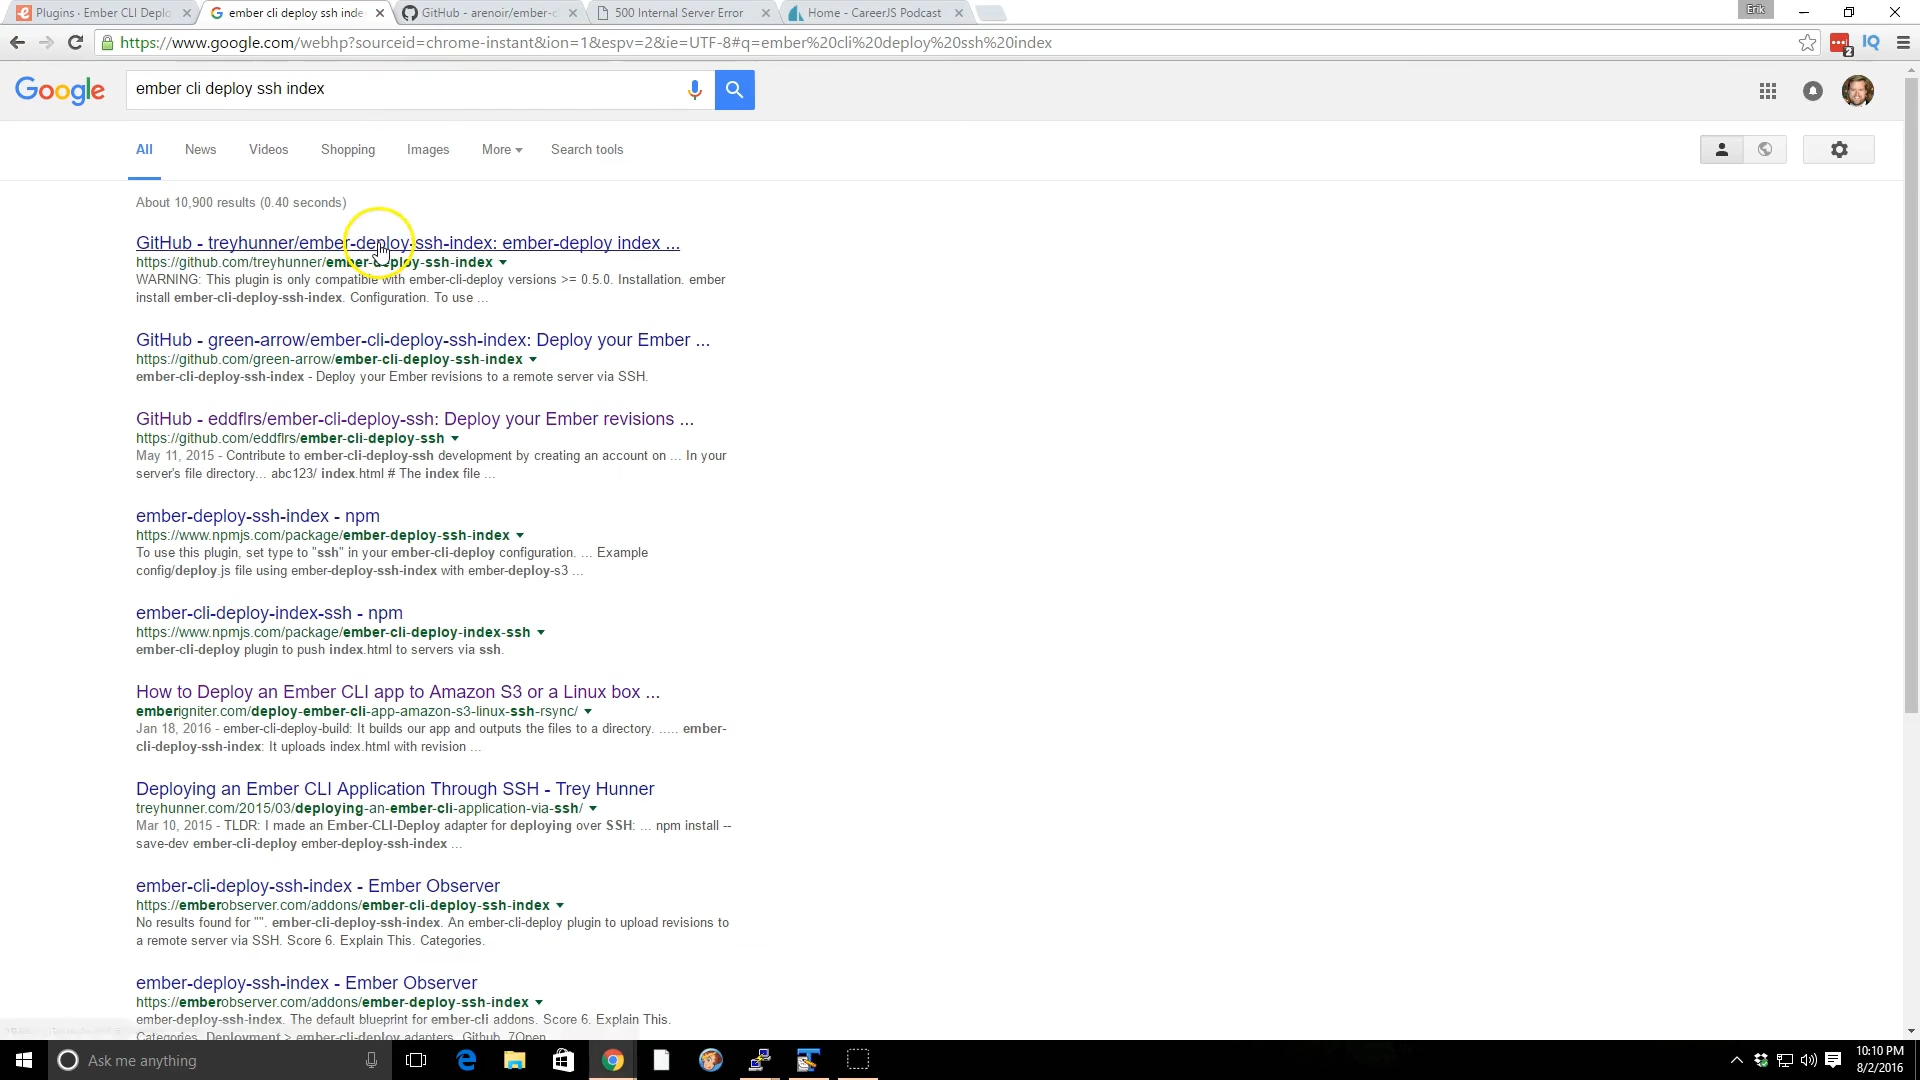 Plugins · Ember CLI Deplo
ember cli deploy ssh inde
GitHub - arenoir/ember-c
500 Internal Server Error
Home - CareerJS Podcast
Erik
https://www.google.com/webhp?sourceid=chrome-instant&ion=1&espv=2&ie=UTF-8#q=ember%20cli%20deploy%20ssh%20index
2
IQ
Google
ember cli deploy ssh index
All
News
Videos
Shopping
Images
More
Search tools
About 10,900 results (0.40 seconds)
GitHub - treyhunner/ember-deploy-ssh-index: ember-deploy index ...
https://github.com/treyhunner/ember-deploy-ssh-index
WARNING: This plugin is only compatible with ember-cli-deploy versions >= 0.5.0. Installation. ember
install ember-cli-deploy-ssh-index. Configuration. To use ...
GitHub - green-arrow/ember-cli-deploy-ssh-index: Deploy your Ember ...
https://github.com/green-arrow/ember-cli-deploy-ssh-index
ember-cli-deploy-ssh-index - Deploy your Ember revisions to a remote server via SSH.
GitHub - eddflrs/ember-cli-deploy-ssh: Deploy your Ember revisions ...
https://github.com/eddflrs/ember-cli-deploy-ssh
May 11, 2015 - Contribute to ember-cli-deploy-ssh development by creating an account on ... In your
server's file directory... abc123/ index.html # The index file ...
ember-deploy-ssh-index - npm
https://www.npmjs.com/package/ember-deploy-ssh-index
To use this plugin, set type to "ssh" in your ember-cli-deploy configuration. ... Example
config/deploy.js file using ember-deploy-ssh-index with ember-deploy-s3 ...
ember-cli-deploy-index-ssh - npm
https://www.npmjs.com/package/ember-cli-deploy-index-ssh
ember-cli-deploy plugin to push index.html to servers via ssh.
How to Deploy an Ember CLI app to Amazon S3 or a Linux box ...
emberigniter.com/deploy-ember-cli-app-amazon-s3-linux-ssh-rsync/
Jan 18, 2016 - ember-cli-deploy-build: It builds our app and outputs the files to a directory. ..... ember-
cli-deploy-ssh-index: It uploads index.html with revision ...
Deploying an Ember CLI Application Through SSH - Trey Hunner
treyhunner.com/2015/03/deploying-an-ember-cli-application-via-ssh/
Mar 10, 2015 - TLDR: I made an Ember-CLI-Deploy adapter for deploying over SSH: ... npm install --
save-dev ember-cli-deploy ember-deploy-ssh-index ...
ember-cli-deploy-ssh-index - Ember Observer
https://emberobserver.com/addons/ember-cli-deploy-ssh-index
No results found for "". ember-cli-deploy-ssh-index. An ember-cli-deploy plugin to upload revisions to
a remote server via SSH. Score 6. Explain This. Categories.
ember-deploy-ssh-index - Ember Observer
https://emberobserver.com/addons/ember-deploy-ssh-index
ember-deploy-ssh-index. The default blueprint for ember-cli addons. Score 6. Explain This.
Categories. Deployment > ember-cli-deploy adapters. Github. 7Open
Ask me anything
10:10 PM
8/2/2016